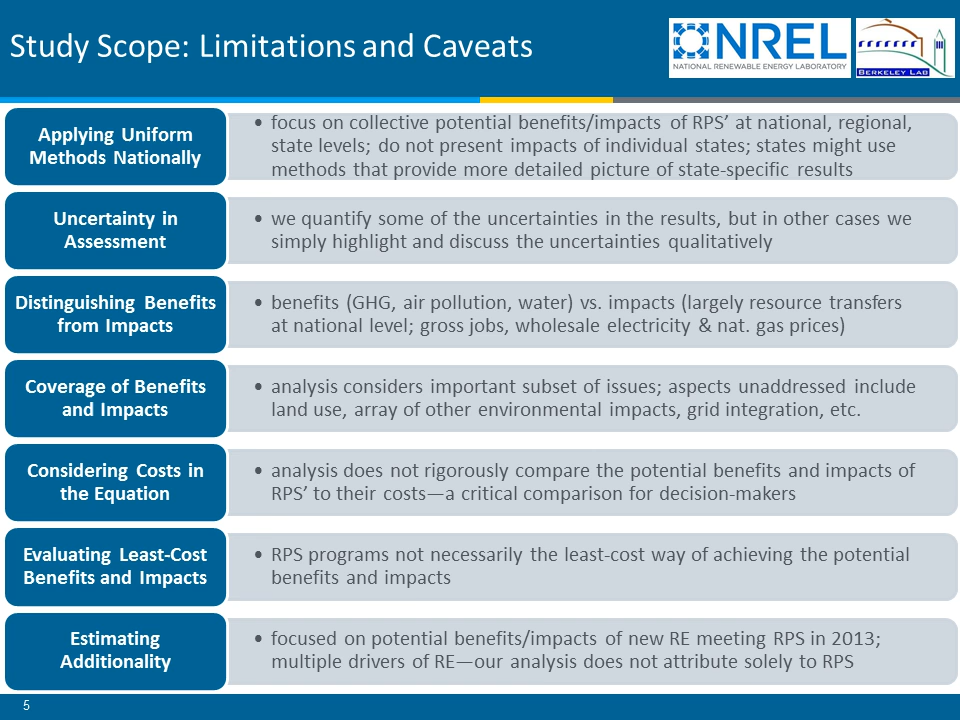 Study Scope: Limitations and Caveats
NREL
NATIONAL RENEWABLE ENERGY LABORATORY
BERKELEY LAB
Applying Uniform
Methods Nationally
• focus on collective potential benefits/impacts of RPS’ at national, regional,
state levels; do not present impacts of individual states; states might use
methods that provide more detailed picture of state-specific results
Uncertainty in
Assessment
• we quantify some of the uncertainties in the results, but in other cases we
simply highlight and discuss the uncertainties qualitatively
Distinguishing Benefits
from Impacts
• benefits (GHG, air pollution, water) vs. impacts (largely resource transfers
at national level; gross jobs, wholesale electricity & nat. gas prices)
Coverage of Benefits
and Impacts
• analysis considers important subset of issues; aspects unaddressed include
land use, array of other environmental impacts, grid integration, etc.
Considering Costs in
the Equation
• analysis does not rigorously compare the potential benefits and impacts of
RPS’ to their costs—a critical comparison for decision-makers
Evaluating Least-Cost
Benefits and Impacts
• RPS programs not necessarily the least-cost way of achieving the potential
benefits and impacts
Estimating
Additionality
• focused on potential benefits/impacts of new RE meeting RPS in 2013;
multiple drivers of RE—our analysis does not attribute solely to RPS
5